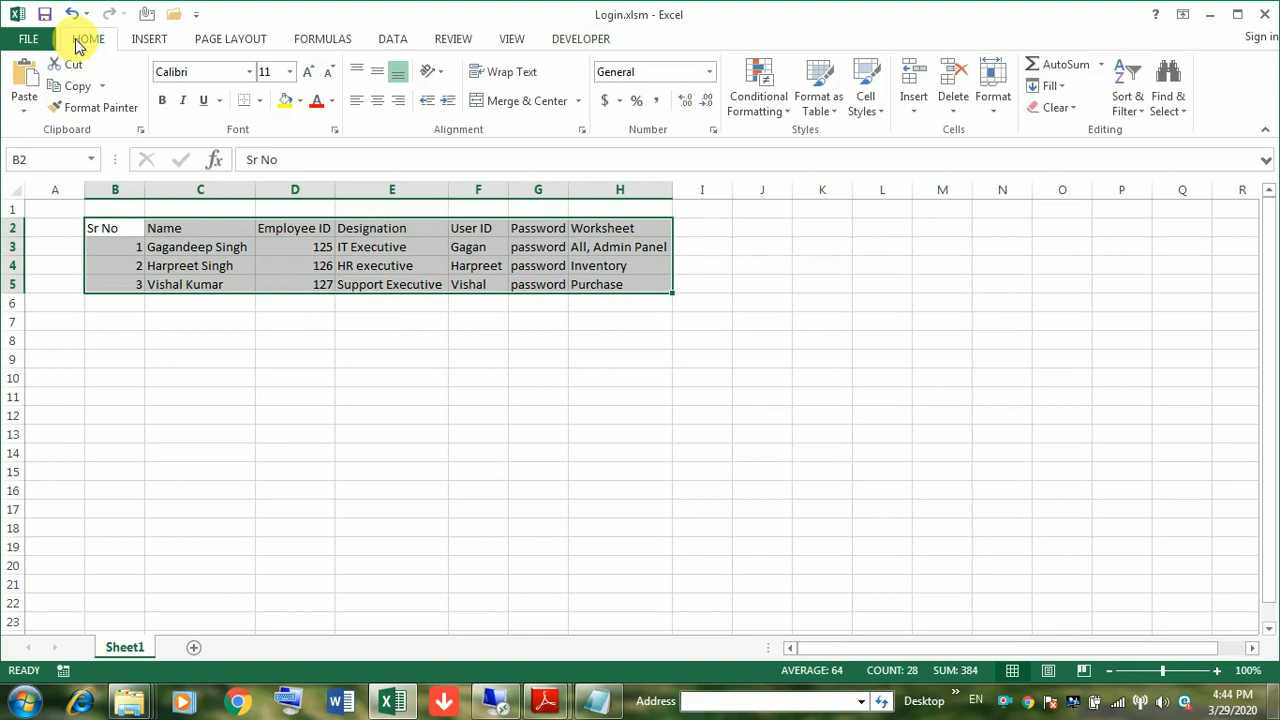 Login.xlsm - Excel
?
FILE HOME INSERT PAGE LAYOUT FORMULAS DATA REVIEW VIEW DEVELOPER Sign in
Paste Cut Copy Format Painter Clipboard
Calibri 11 B I U A A A Font
Wrap Text Merge & Center Alignment
General $ % , Number
Conditional Formatting Format as Table Cell Styles Styles
Insert Delete Format Cells
AutoSum Fill Clear Sort & Filter Find & Select Editing
B2 fx Sr No
A B C D E F G H I J K L M N O P Q R
1
2 Sr No Name Employee ID Designation User ID Password Worksheet
3 1 Gagandeep Singh 125 IT Executive Gagan password All, Admin Panel
4 2 Harpreet Singh 126 HR executive Harpreet password Inventory
5 3 Vishal Kumar 127 Support Executive Vishal password Purchase
6
7
8
9
10
11
12
13
14
15
16
17
18
19
20
21
22
23
Sheet1
READY AVERAGE: 64 COUNT: 28 SUM: 384 100%
Address Desktop EN 4:44 PM
3/29/2020